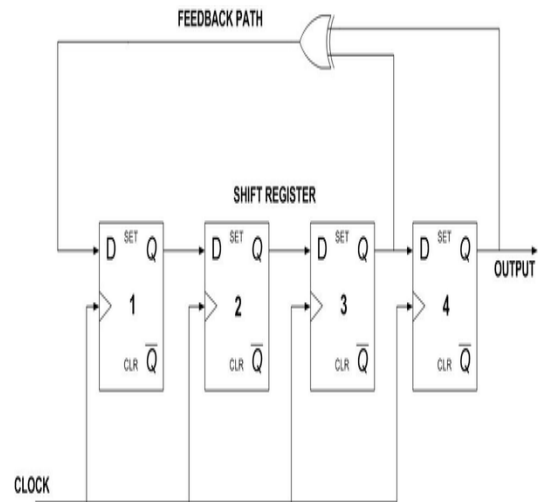 FEEDBACK PATH
SHIFT REGISTER
D SET Q D SET Q D SET Q D SET Q
OUTPUT
1 2 3 4
CLR Q̅ CLR Q̅ CLR Q̅ CLR Q̅
CLOCK